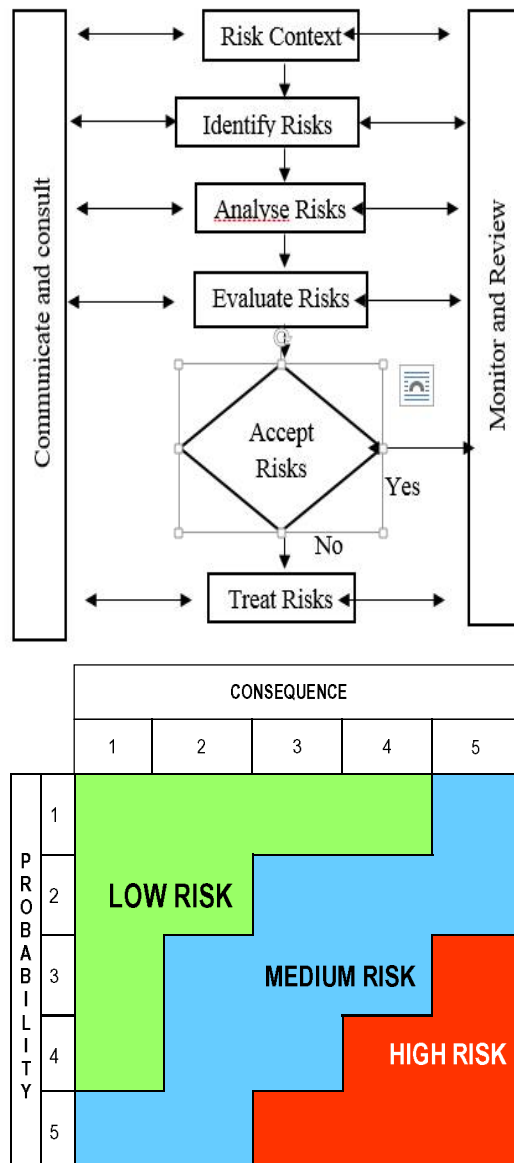 Risk Context
Identify Risks
Analyse Risks
Evaluate Risks
Accept
Risks
Yes
No
Treat Risks
Communicate and consult
Monitor and Review
CONSEQUENCE
1 2 3 4 5
PROBABILITY
1
2
3
4
5
LOW RISK
MEDIUM RISK
HIGH RISK